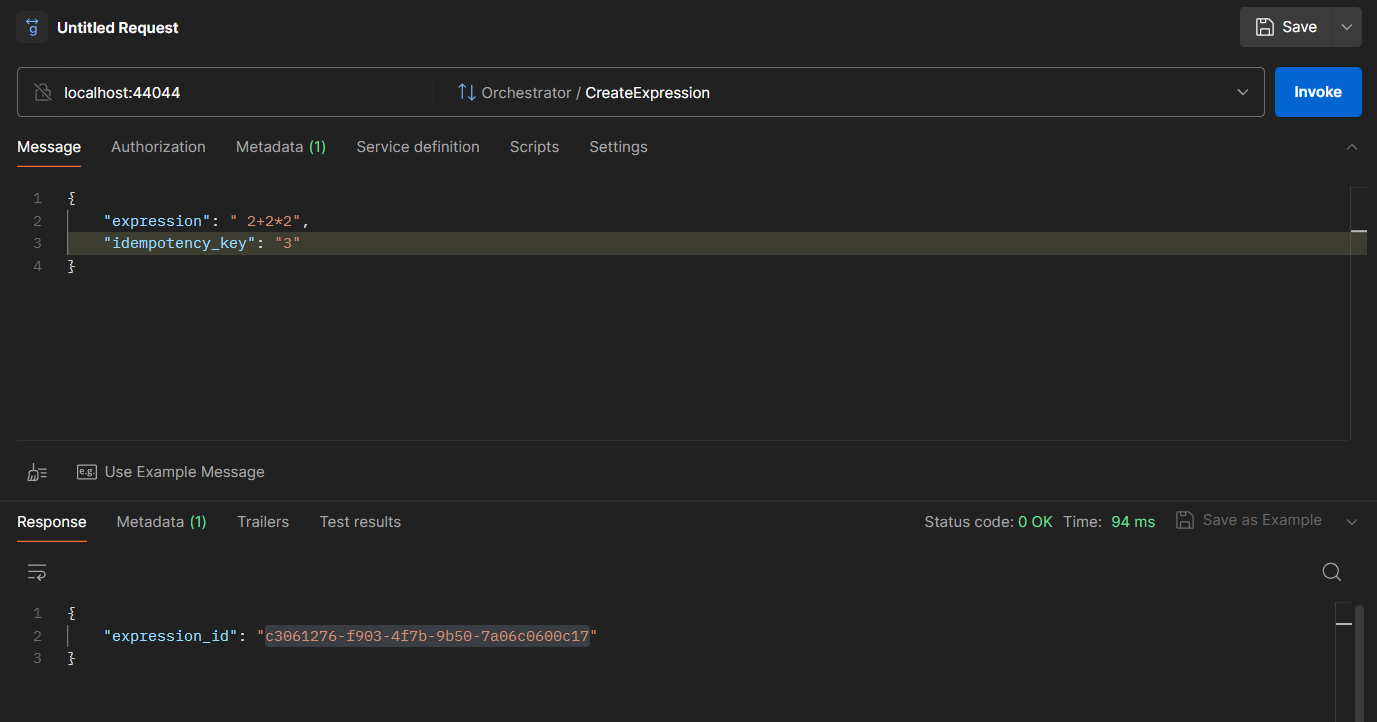 g Untitled Request Save
localhost:44044 Orchestrator / CreateExpression Invoke
Message Authorization Metadata (1) Service definition Scripts Settings
1 {
2 "expression": " 2+2*2",
3 "idempotency_key": "3"
4 }
e.g. Use Example Message
Response Metadata (1) Trailers Test results Status code: 0 OK Time: 94 ms Save as Example
1 {
2 "expression_id": "c3061276-f903-4f7b-9b50-7a06c0600c17"
3 }